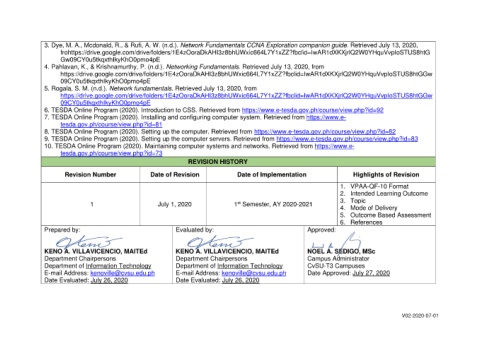 3. Dye, M. A., Mcdonald, R., & Rufi, A. W. (n.d.). Network Fundamentals CCNA Exploration companion guide. Retrieved July 13, 2020,
frohttps://drive.google.com/drive/folders/1E4zOoraDkAHI3z8bhUWxic664L7Y1xZZ?fbclid=IwAR1dXKXjrlQ2W0YHquVvploSTUS8htG
Gw09CY0u5tkqxthIkyKhO0pmo4pE
4. Pahlavan, K., & Krishnamurthy, P. (n.d.). Networking Fundamentals. Retrieved July 13, 2020, from
https://drive.google.com/drive/folders/1E4zOoraDkAHI3z8bhUWxic664L7Y1xZZ?fbclid=IwAR1dXKXjrlQ2W0YHquVvploSTUS8htGGw
09CY0u5tkqxthIkyKhO0pmo4pE
5. Rogala, S. M. (n.d.). Network fundamentals. Retrieved July 13, 2020, from
https://drive.google.com/drive/folders/1E4zOoraDkAHI3z8bhUWxic664L7Y1xZZ?fbclid=IwAR1dXKXjrlQ2W0YHquVvploSTUS8htGGw
09CY0u5tkqxthIkyKhO0pmo4pE
6. TESDA Online Program (2020). Introduction to CSS. Retrieved from https://www.e-tesda.gov.ph/course/view.php?id=92
7. TESDA Online Program (2020). Installing and configuring computer system. Retrieved from https://www.e-
tesda.gov.ph/course/view.php?id=81
8. TESDA Online Program (2020). Setting up the computer. Retrieved from https://www.e-tesda.gov.ph/course/view.php?id=82
9. TESDA Online Program (2020). Setting up the computer servers. Retrieved from https://www.e-tesda.gov.ph/course/view.php?id=83
10. TESDA Online Program (2020). Maintaining computer systems and networks. Retrieved from https://www.e-
tesda.gov.ph/course/view.php?id=73
REVISION HISTORY
Revision Number Date of Revision Date of Implementation Highlights of Revision
1 July 1, 2020 1st Semester, AY 2020-2021
1. VPAA-QF-10 Format
2. Intended Learning Outcome
3. Topic
4. Mode of Delivery
5. Outcome Based Assessment
6. References
Prepared by:
KENO A. VILLAVICENCIO, MAITEd
Department Chairpersons
Department of Information Technology
E-mail Address: kenoville@cvsu.edu.ph
Date Evaluated: July 26, 2020
Evaluated by:
KENO A. VILLAVICENCIO, MAITEd
Department Chairpersons
Department of Information Technology
E-mail Address: kenoville@cvsu.edu.ph
Date Evaluated: July 26, 2020
Approved:
NOEL A. SEDIGO, MSc
Campus Administrator
CvSU-T3 Campuses
Date Approved: July 27, 2020
V02-2020-07-01